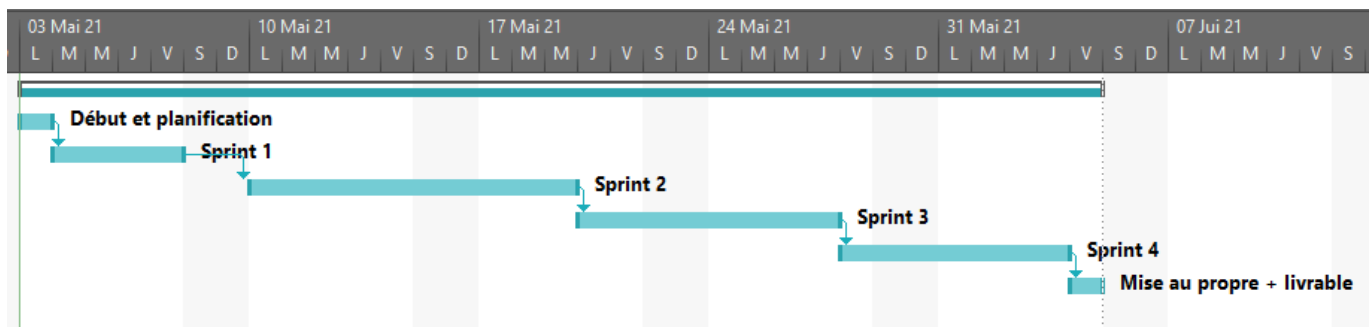 03 Mai 21 10 Mai 21 17 Mai 21 24 Mai 21 31 Mai 21 07 Jui 21
L M M J V S D L M M J V S D L M M J V S D L M M J V S D L M M J V S D L M M J V S
Début et planification
Sprint 1
Sprint 2
Sprint 3
Sprint 4
Mise au propre + livrable